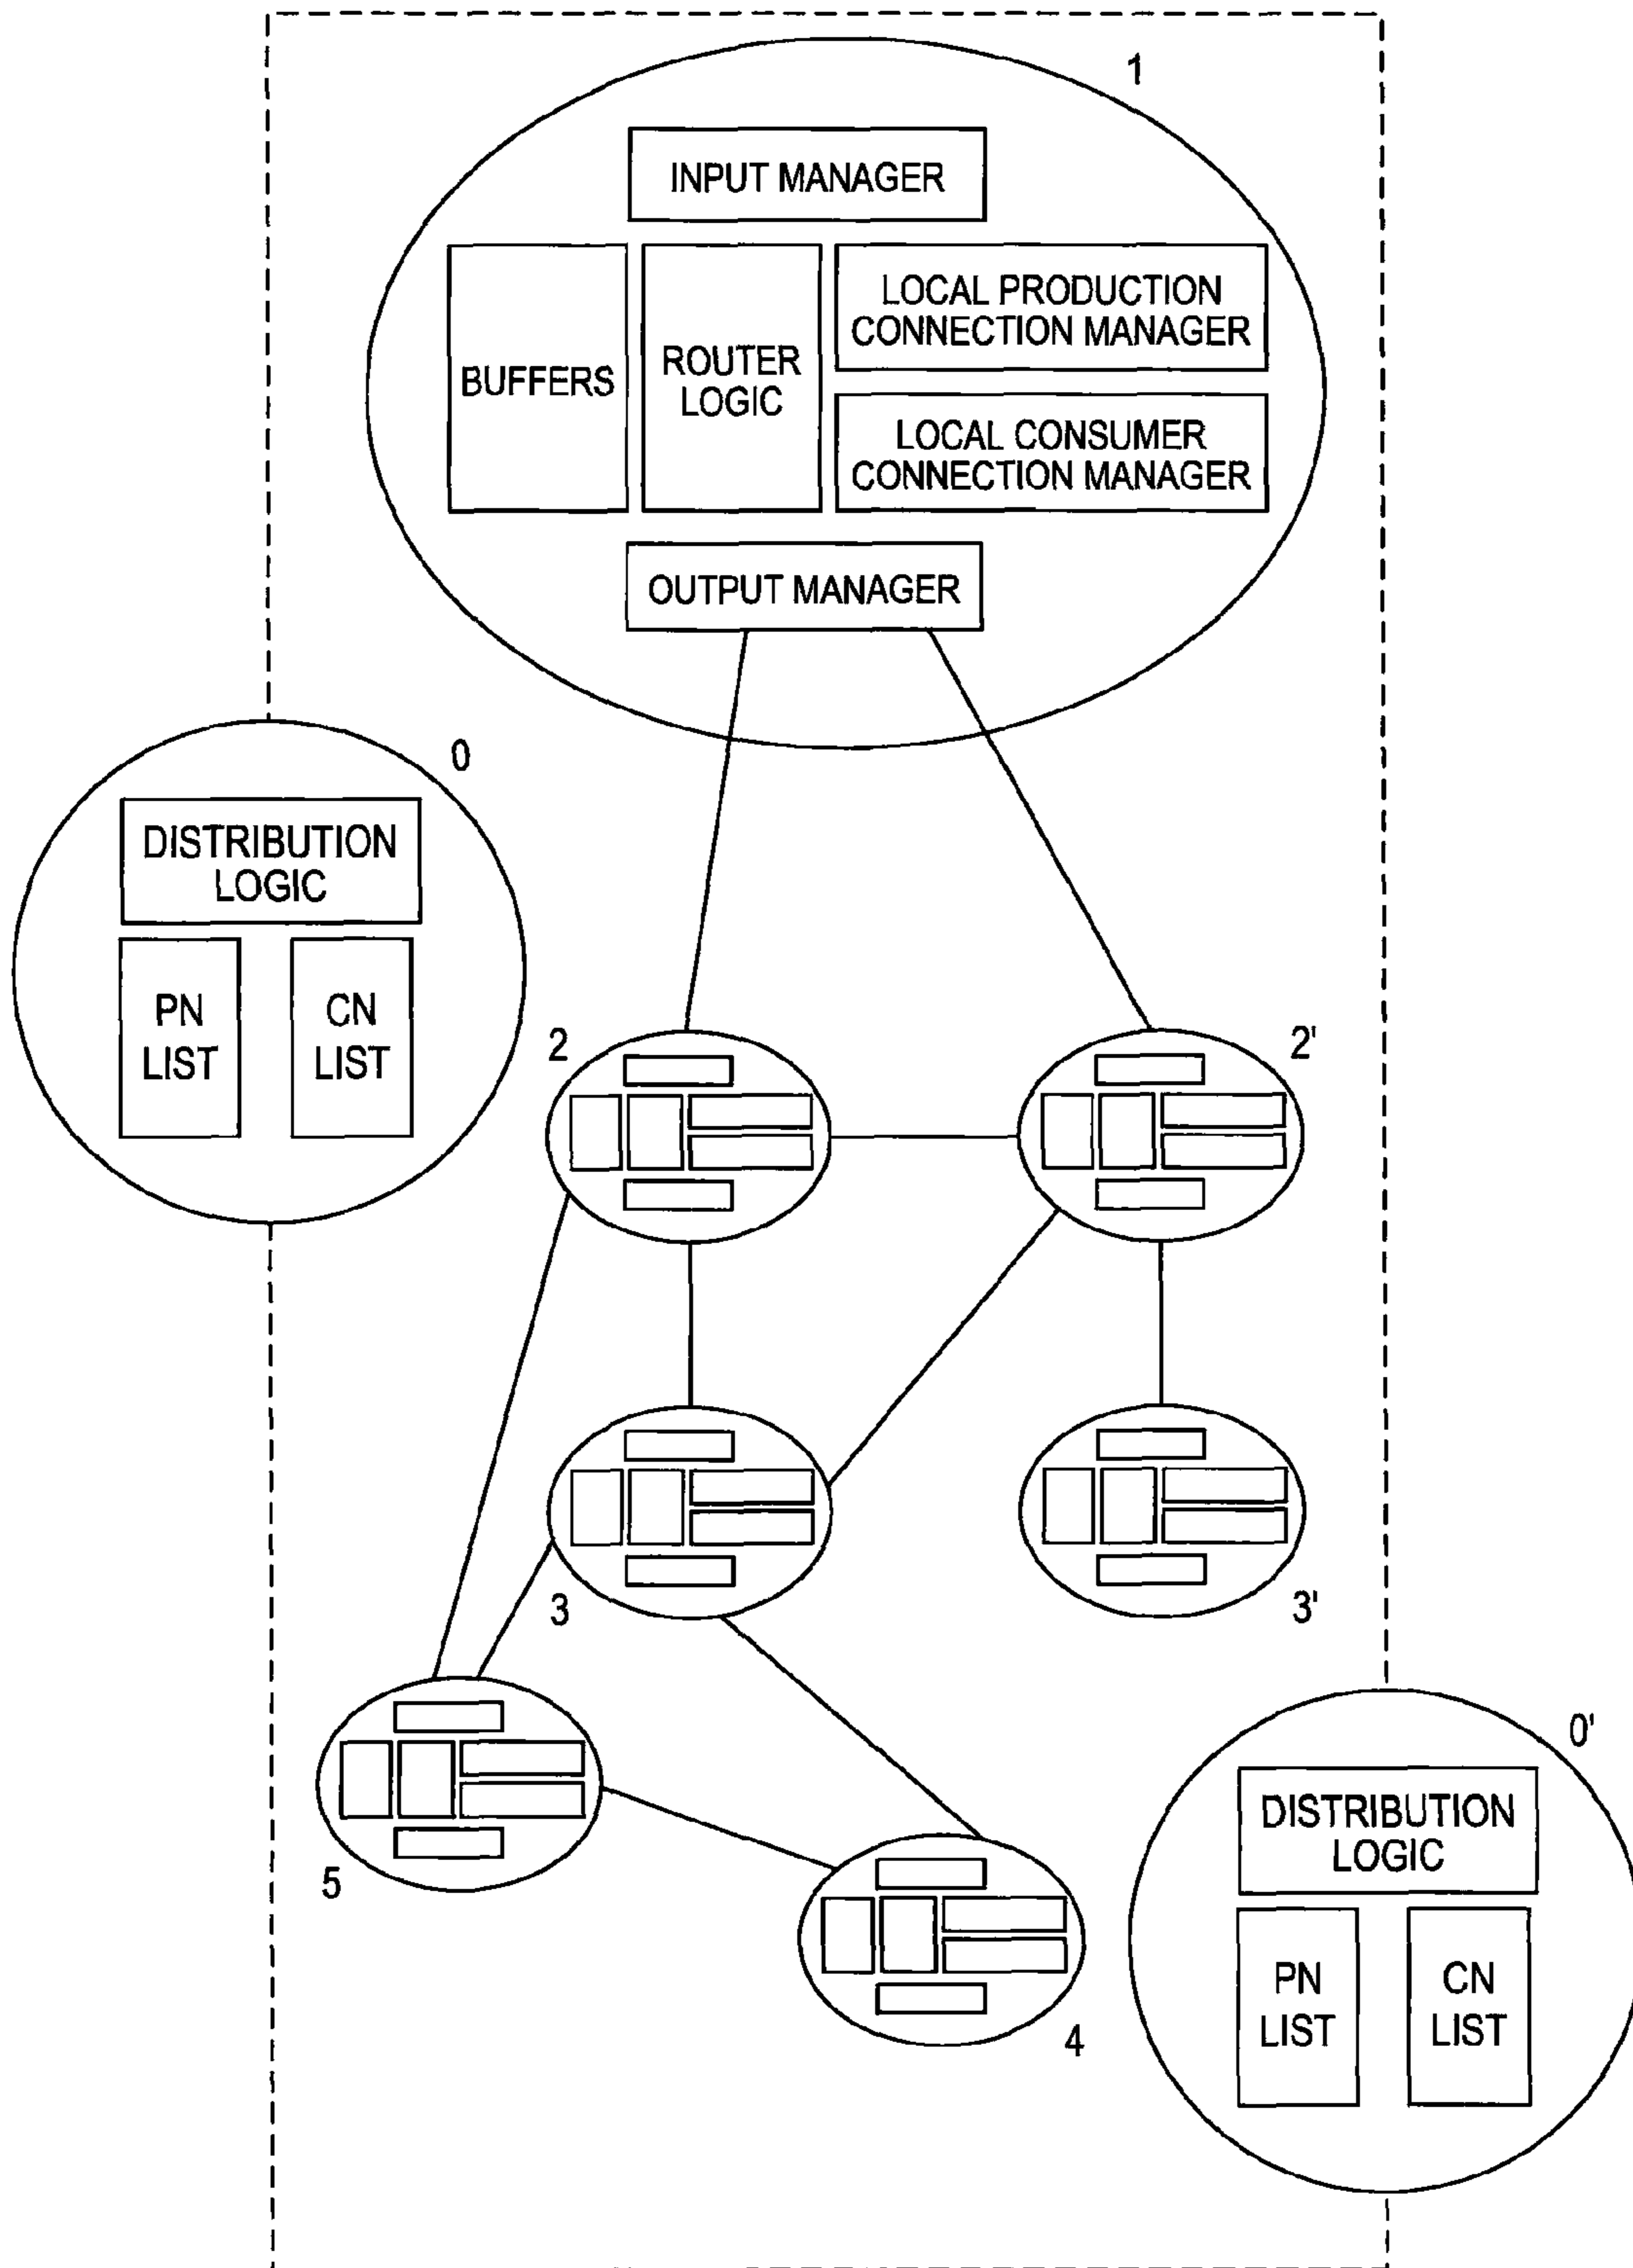 1
INPUT MANAGER
BUFFERS
ROUTER
LOGIC
LOCAL PRODUCTION
CONNECTION MANAGER
LOCAL CONSUMER
CONNECTION MANAGER
OUTPUT MANAGER
0
DISTRIBUTION
LOGIC
PN
LIST
CN
LIST
2
2'
3
3'
5
4
0'
DISTRIBUTION
LOGIC
PN
LIST
CN
LIST